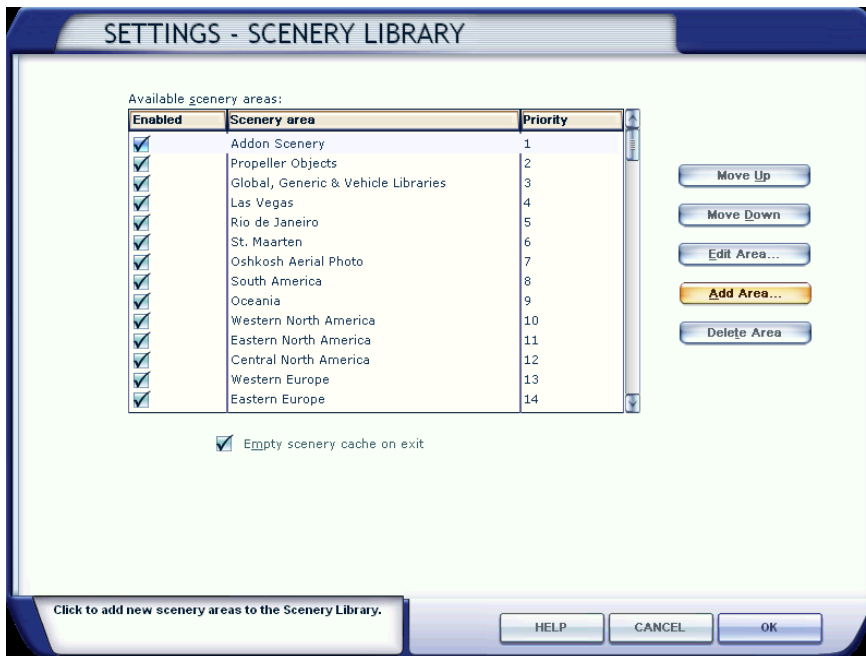 SETTINGS - SCENERY LIBRARY
Available scenery areas:
Enabled Scenery area Priority
Addon Scenery 1
Propeller Objects 2
Global, Generic & Vehicle Libraries 3
Las Vegas 4
Rio de Janeiro 5
St. Maarten 6
Oshkosh Aerial Photo 7
South America 8
Oceania 9
Western North America 10
Eastern North America 11
Central North America 12
Western Europe 13
Eastern Europe 14
Move Up
Move Down
Edit Area...
Add Area...
Delete Area
Empty scenery cache on exit
Click to add new scenery areas to the Scenery Library.
HELP CANCEL OK